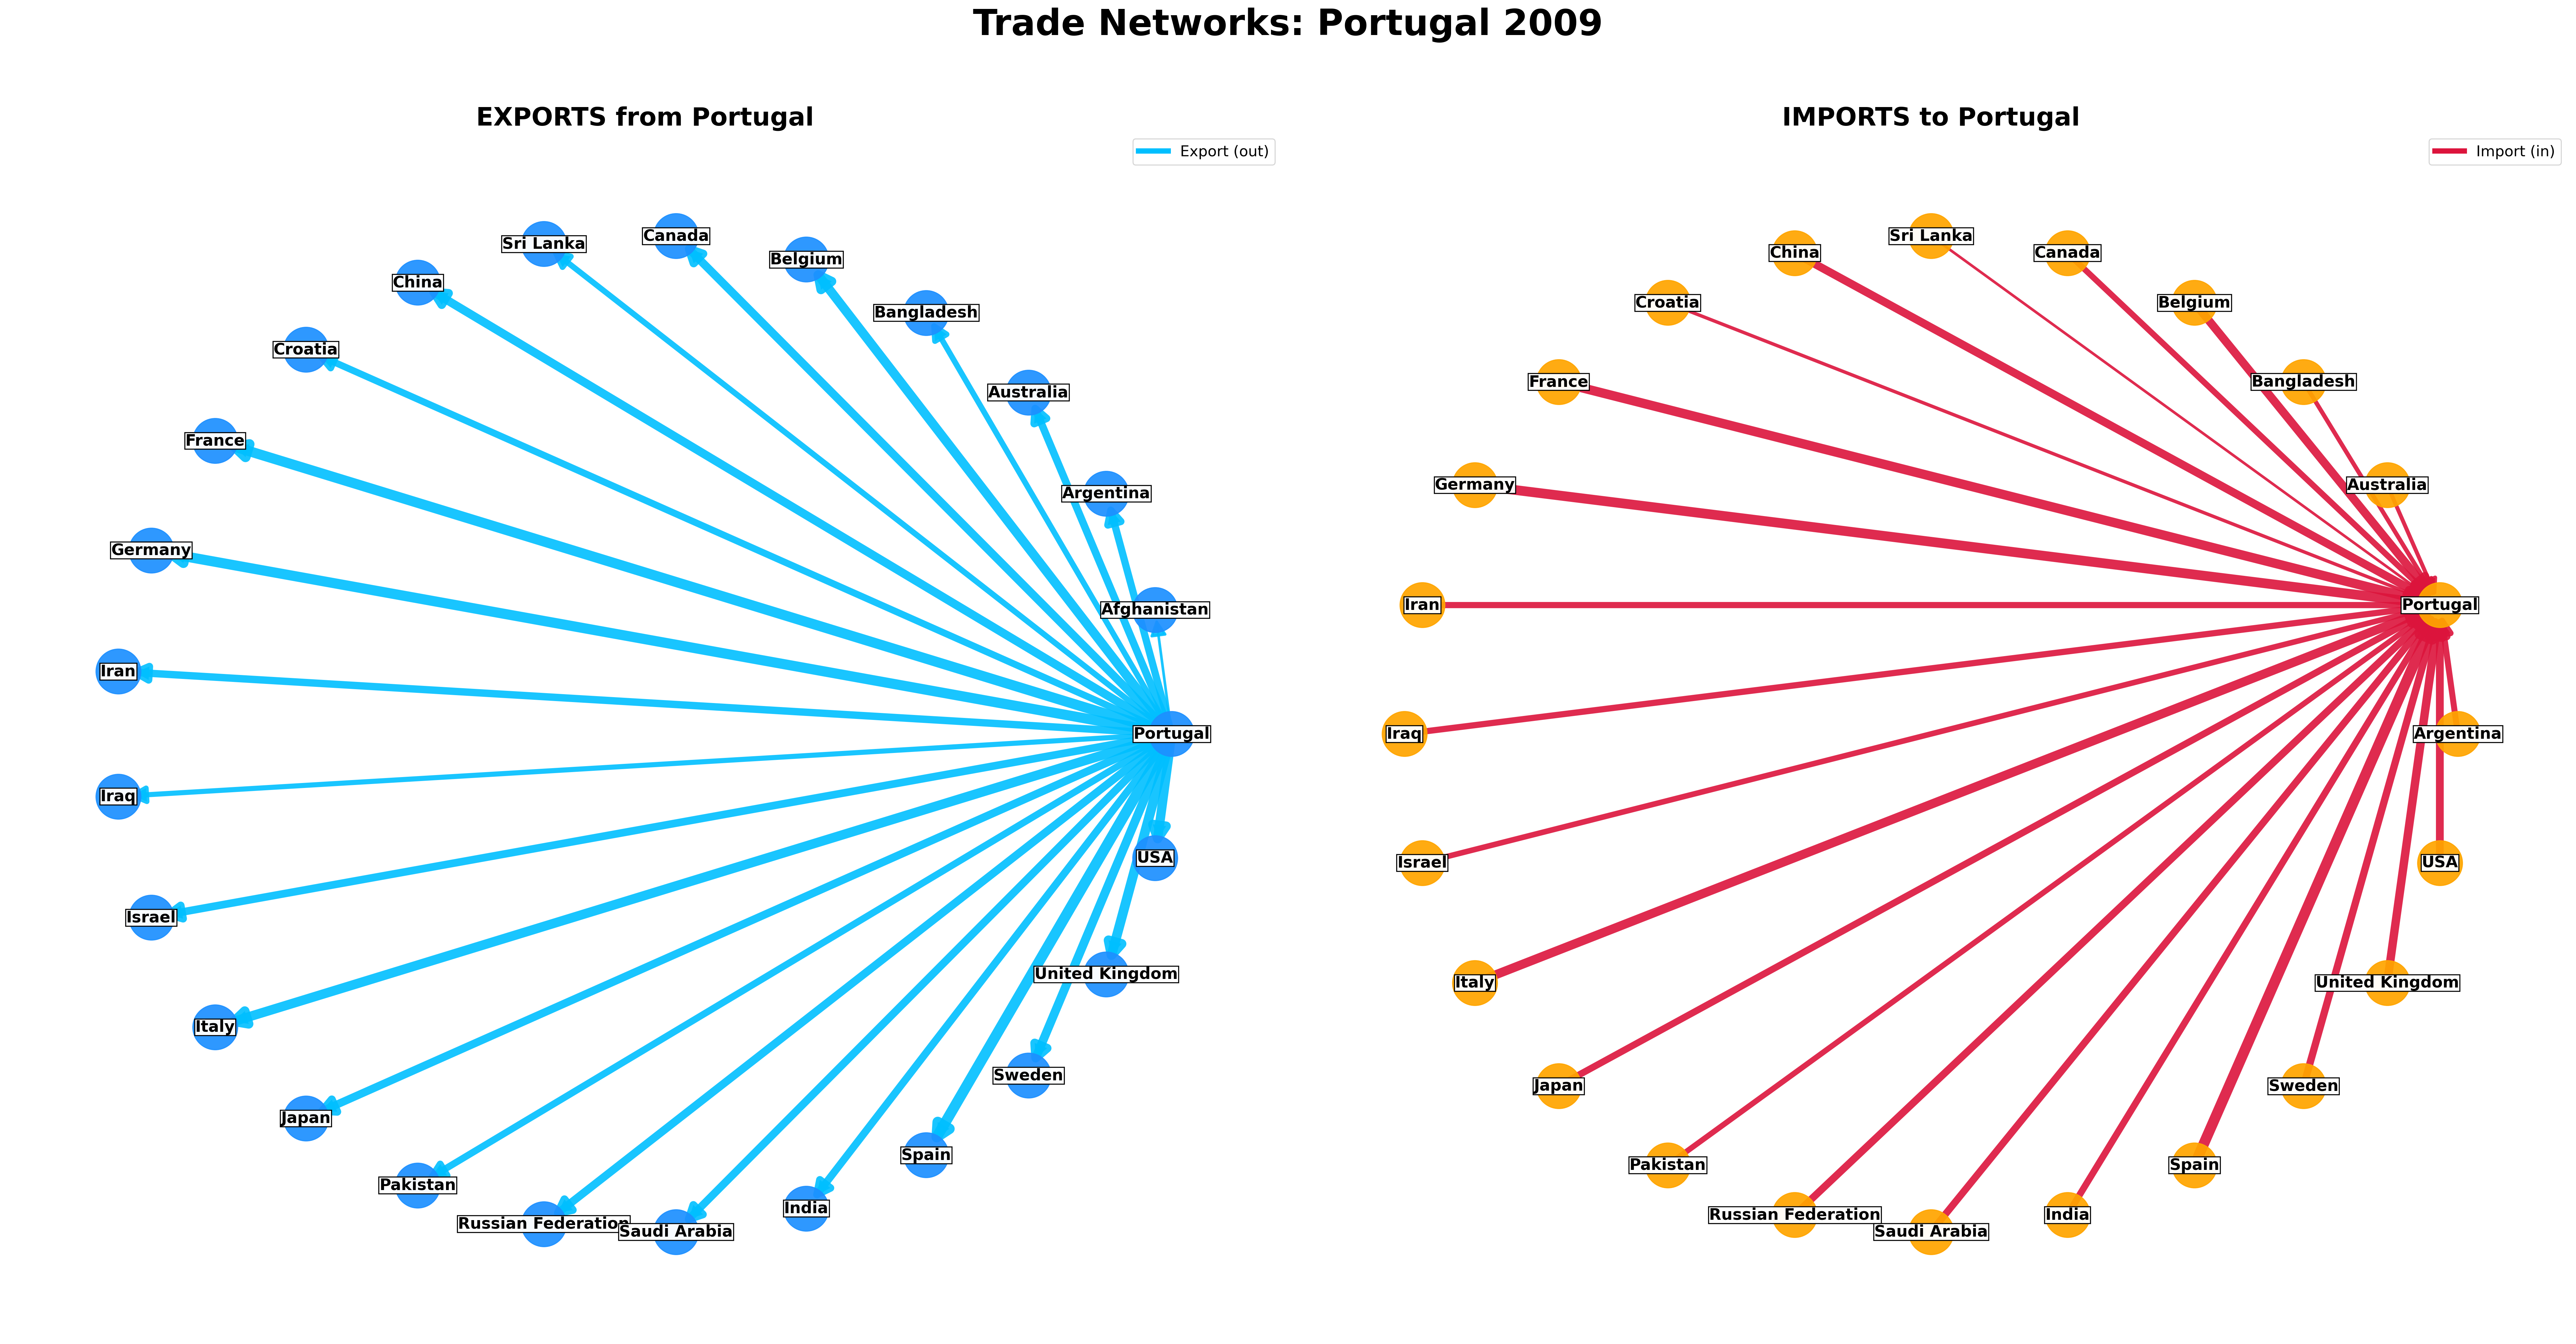 Trade Networks: Portugal 2009
EXPORTS from Portugal
Export (out)
Sri Lanka
Canada
Belgium
China
Bangladesh
Croatia
Australia
France
Argentina
Germany
Afghanistan
Iran
Portugal
Iraq
USA
Israel
United Kingdom
Italy
Sweden
Japan
Spain
Pakistan
India
Russian Federation
Saudi Arabia
IMPORTS to Portugal
Import (in)
Sri Lanka
China
Canada
Croatia
Belgium
France
Bangladesh
Germany
Australia
Iran
Portugal
Iraq
Argentina
Israel
USA
Italy
United Kingdom
Japan
Sweden
Pakistan
Spain
Russian Federation
India
Saudi Arabia